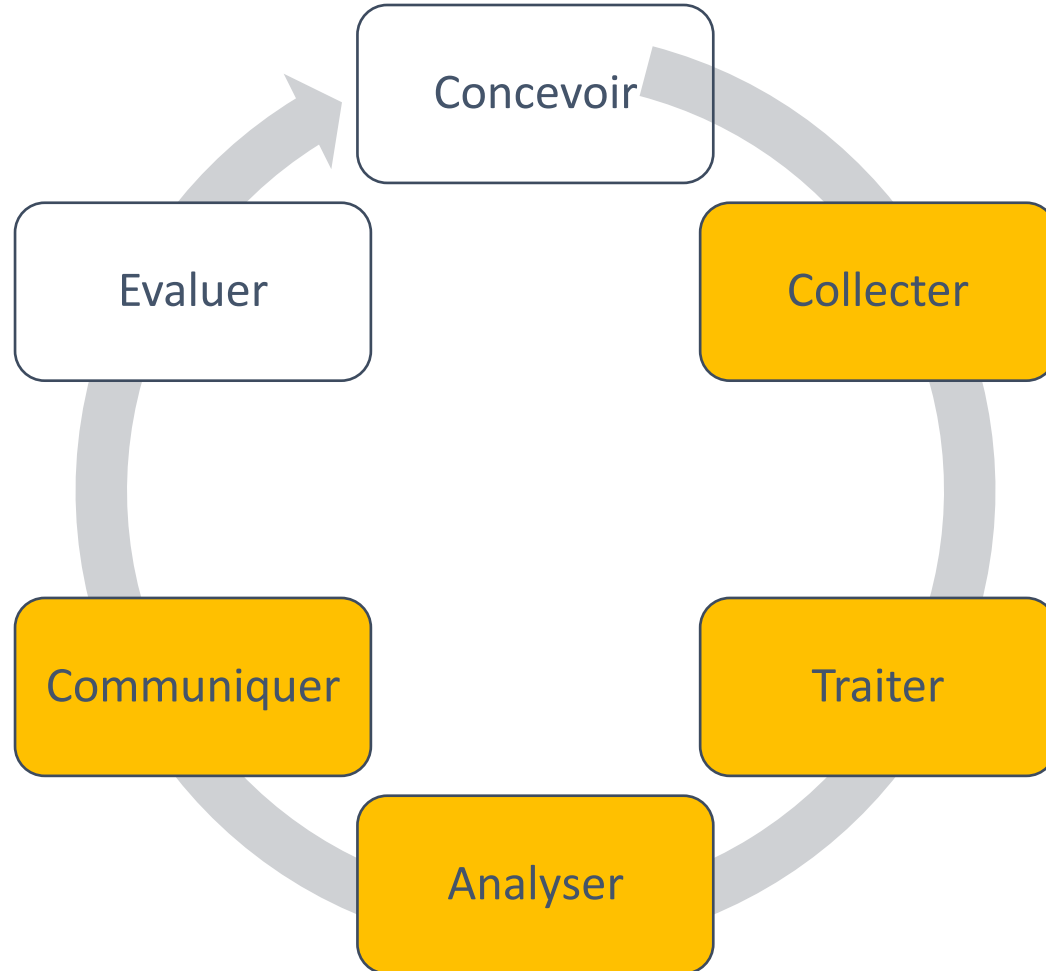 Concevoir
Collecter
Traiter
Analyser
Communiquer
Evaluer